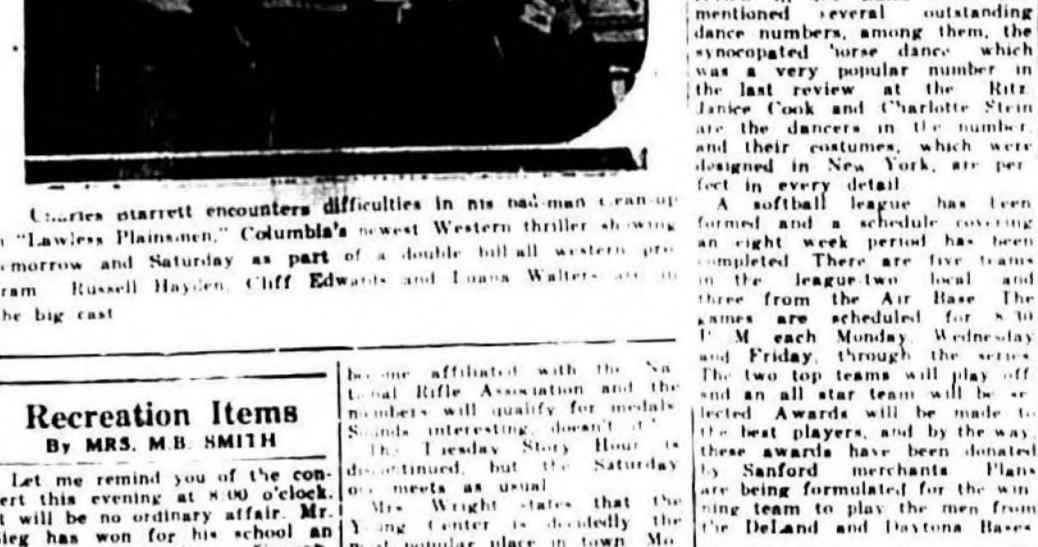 Charles Starrett encounters difficulties in his bad-man clean-up
"Lawless Plainsmen," Columbia's newest Western thriller showing
morrow and Saturday as part of a double bill all western pro
ram Russell Hayden, Cliff Edwards and Luana Walters are in
he big cast
Recreation Items
By MRS. M.B. SMITH
Let me remind you of the con-
ert this evening at 8:00 o'clock.
t will be no ordinary affair. Mr.
has won for his school an
become affiliated with the Na
tional Rifle Association and the
members will qualify for medals
Sounds interesting, doesn't it?
The Tuesday Story Hour is
discontinued, but the Saturday
one meets as usual
Mrs Wright states that the
Young Center is decidedly the
most popular place in town Mo
mentioned several outstanding
dance numbers, among them, the
synocopated horse dance which
was a very popular number in
the last review at the Ritz
Janice Cook and Charlotte Stein
are the dancers in the number,
and their costumes, which were
designed in New York, are per
fect in every detail
A softball league has been
formed and a schedule covering
an eight week period has been
completed There are five teams
in the league-two local and
three from the Air Base The
games are scheduled for 8 30
P M each Monday, Wednesday
and Friday, through the series
The two top teams will play off
and an all star team will be se
lected Awards will be made to
the best players, and by the way,
these awards have been donated
by Sanford merchants Plans
are being formulated for the win
ning team to play the men from
the DeLand and Daytona Bases